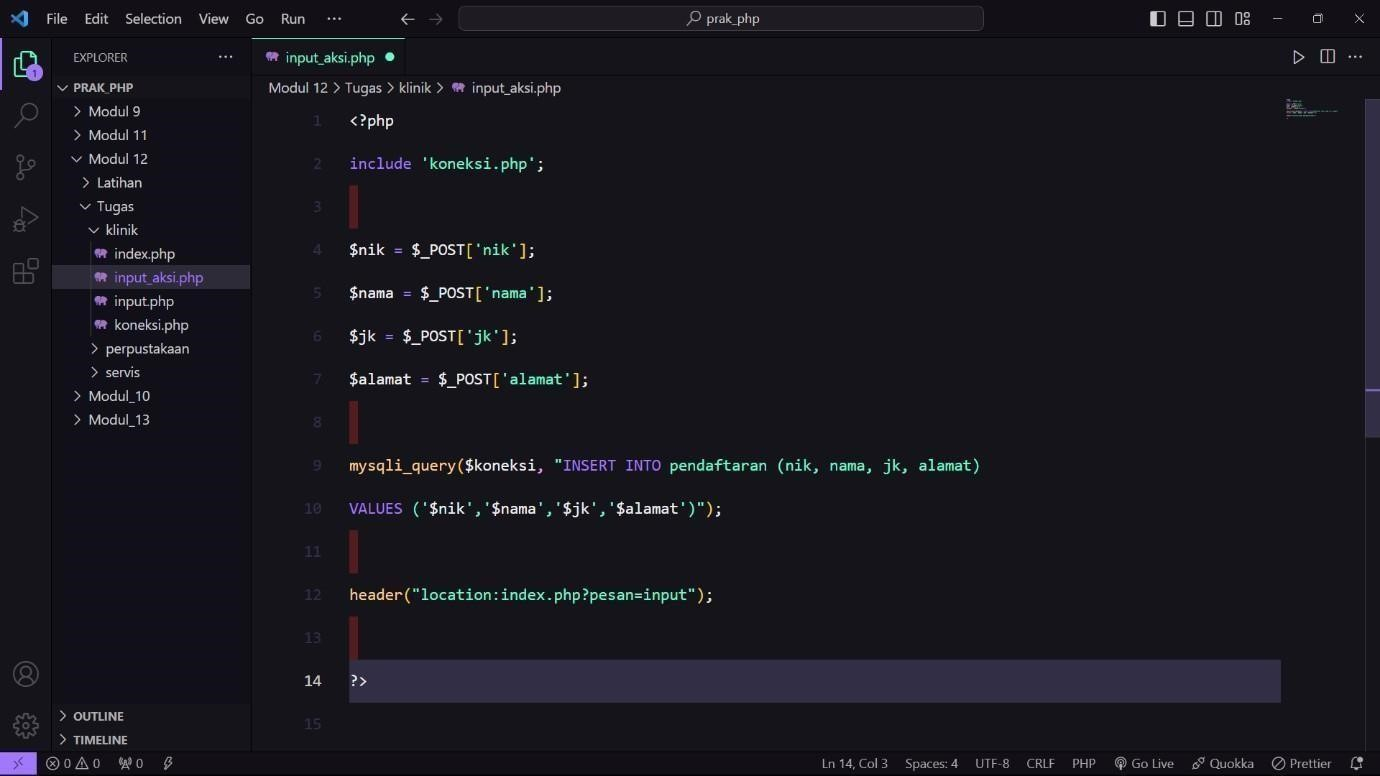 File Edit Selection View Go Run ··· prak_php
EXPLORER ···
PRAK_PHP
Modul 9
Modul 11
Modul 12
Latihan
Tugas
klinik
index.php
input_aksi.php
input.php
koneksi.php
perpustakaan
servis
Modul_10
Modul_13
OUTLINE
TIMELINE
1
input_aksi.php
Modul 12 > Tugas > klinik > input_aksi.php
1 <?php
2 include 'koneksi.php';
3
4 $nik = $_POST['nik'];
5 $nama = $_POST['nama'];
6 $jk = $_POST['jk'];
7 $alamat = $_POST['alamat'];
8
9 mysqli_query($koneksi, "INSERT INTO pendaftaran (nik, nama, jk, alamat)
10 VALUES ('$nik','$nama','$jk','$alamat')");
11
12 header("location:index.php?pesan=input");
13
14 ?>
15
0 0 0 Ln 14, Col 3 Spaces: 4 UTF-8 CRLF PHP Go Live Quokka Prettier